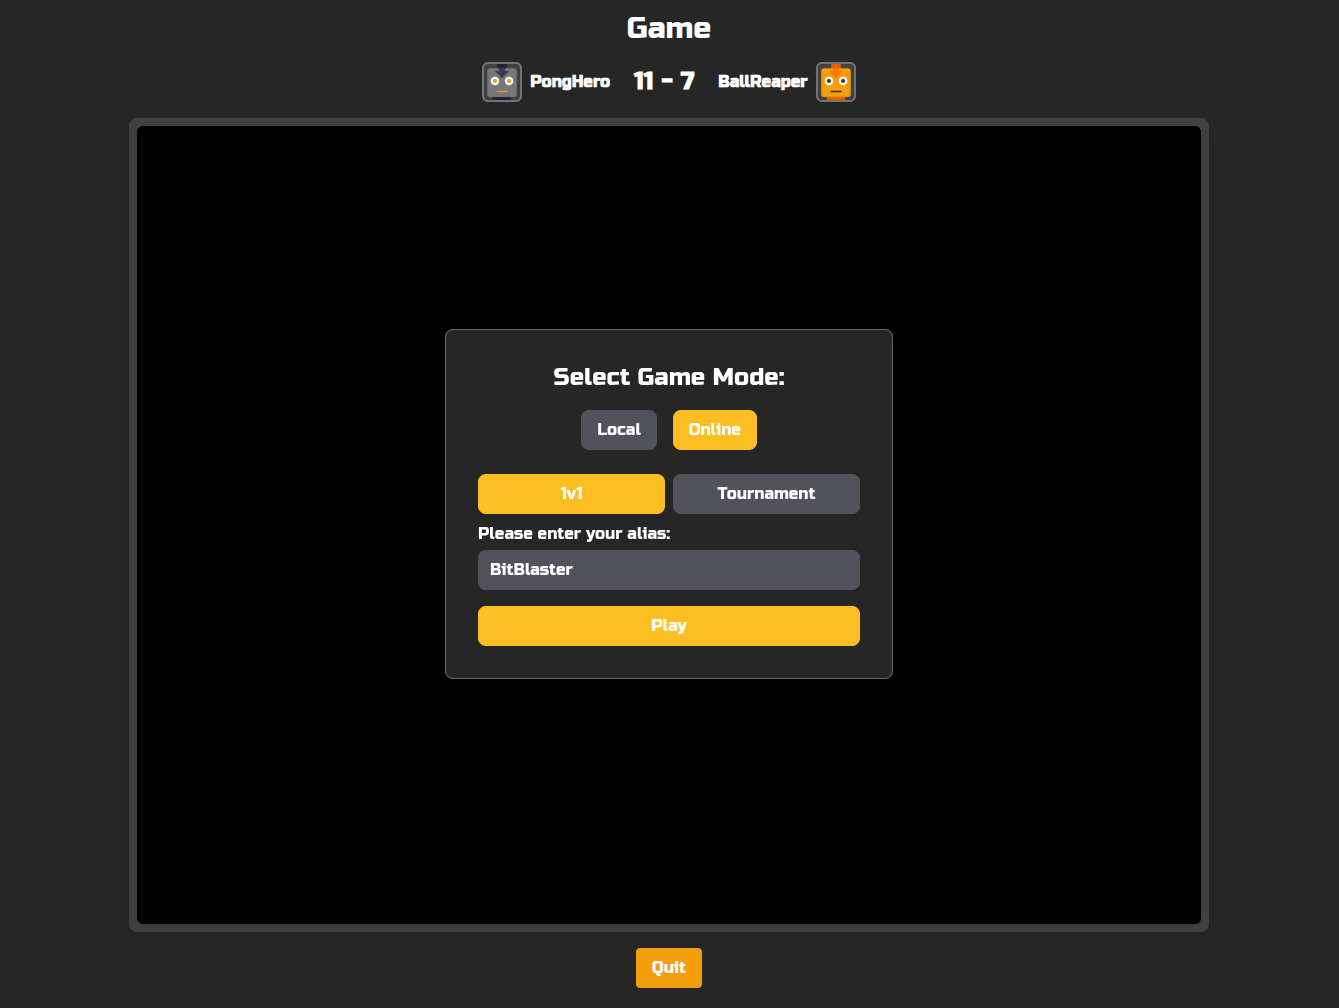 Game
PongHero 11 - 7 BallReaper
Select Game Mode:
Local Online
1v1 Tournament
Please enter your alias:
BitBlaster
Play
Quit